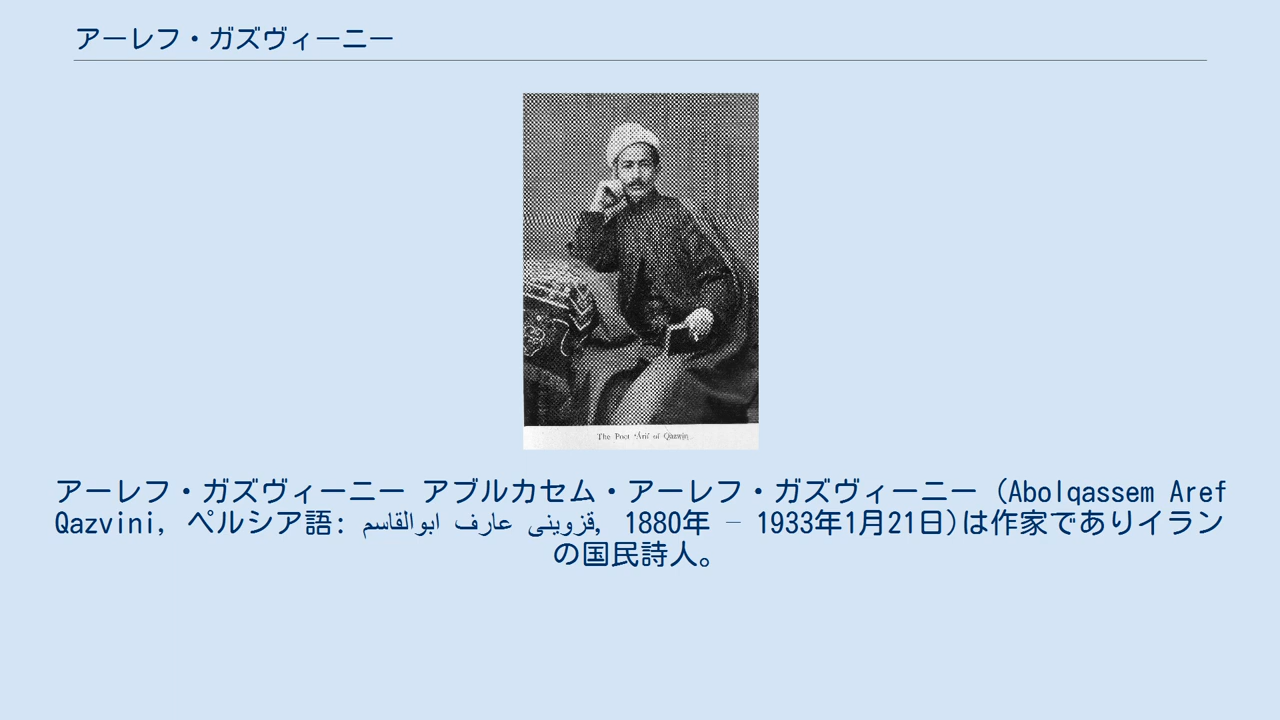 アーレフ・ガズヴィーニー
The Poet ‘Árif of Qazwín
アーレフ・ガズヴィーニー アブルカセム・アーレフ・ガズヴィーニー (Abolqassem Aref
Qazvini, ペルシア語: ابوالقاسم عارف قزوینی, 1880年 – 1933年1月21日)は作家でありイラン
の国民詩人。